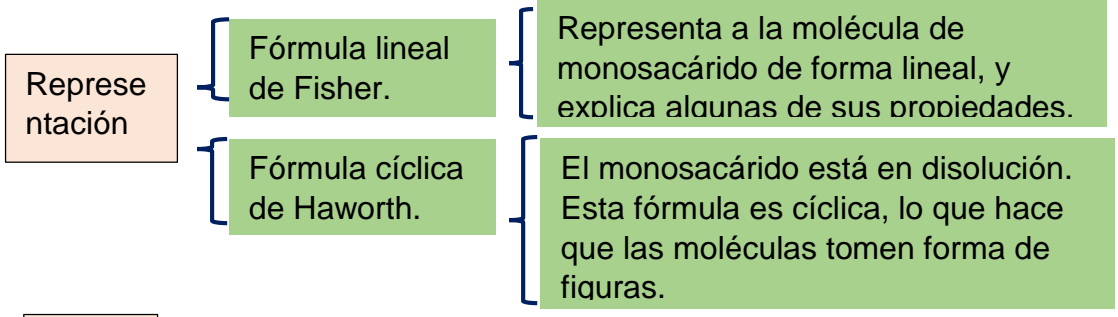 Represe
ntación
Fórmula lineal
de Fisher.
Representa a la molécula de
monosacárido de forma lineal, y
explica algunas de sus propiedades.
Fórmula cíclica
de Haworth.
El monosacárido está en disolución.
Esta fórmula es cíclica, lo que hace
que las moléculas tomen forma de
figuras.